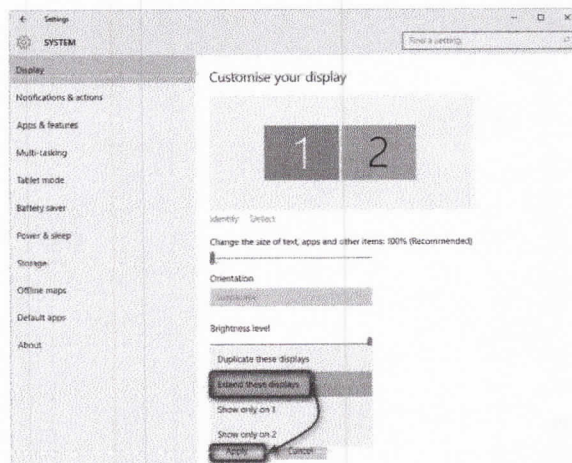 Settings
SYSTEM
Find a setting
Display
Notifications & actions
Apps & features
Multi-tasking
Tablet mode
Battery saver
Power & sleep
Storage
Offline maps
Default apps
About
Customise your display
1 2
Identify Detect
Change the size of text, apps and other items: 100% (Recommended)
Orientation
Brightness level
Duplicate these displays
Extend these displays
Show only on 1
Show only on 2
Apply Cancel